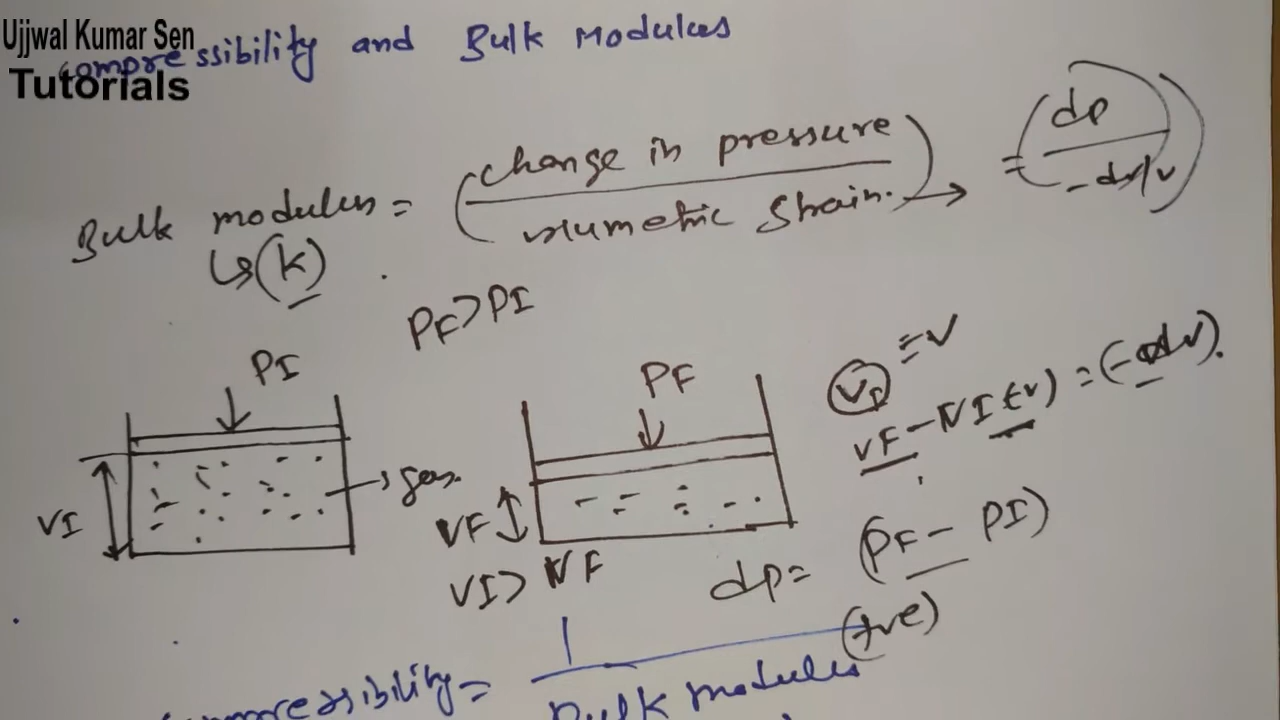 Ujjwal Kumar Sen
Tutorials
compressibility and Bulk Modulus
Bulk modulus = (change in pressure / volumetric Strain.) → = (dp / -dv/v)
↳(K)
PF>PI
PI
PF
VI = V
VF - VI (V) = (-dv).
→ gas.
VI
VF
VI > VF
dp = (PF - PI)
(+ve)
compressibility = 1 / Bulk modulus